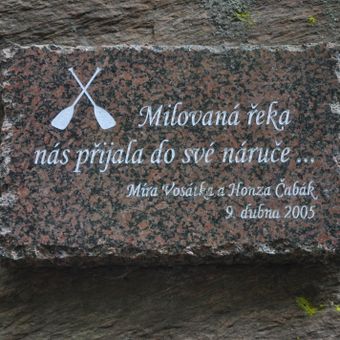 Milovaná řeka
nás přijala do své náruče ...
Míra Vosátka a Honza Čabák
9. dubna 2005